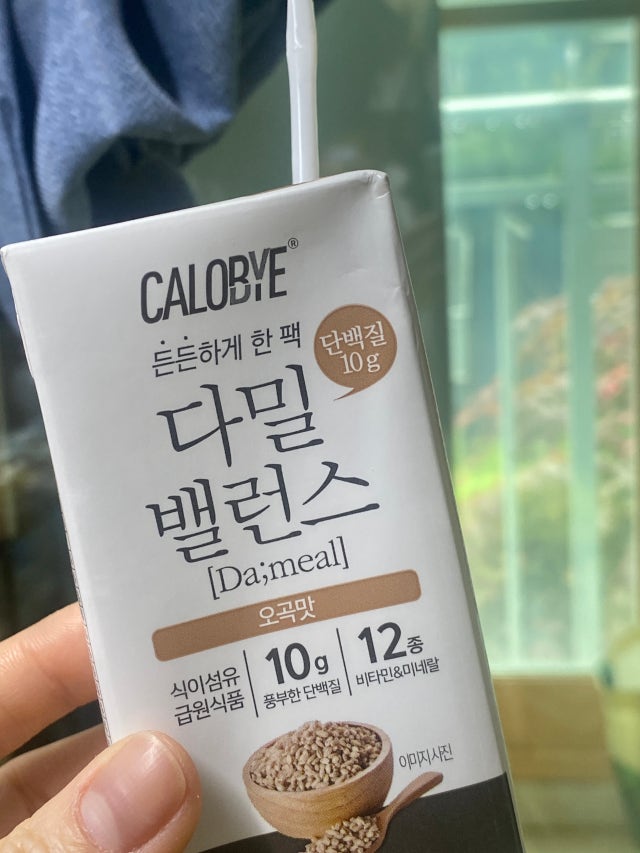 CALOBYE®
든든하게 한 팩
단백질
10g
다밀
밸런스
[Da;meal]
오곡맛
식이섬유
급원식품
10g
풍부한 단백질
12종
비타민&미네랄
이미지사진